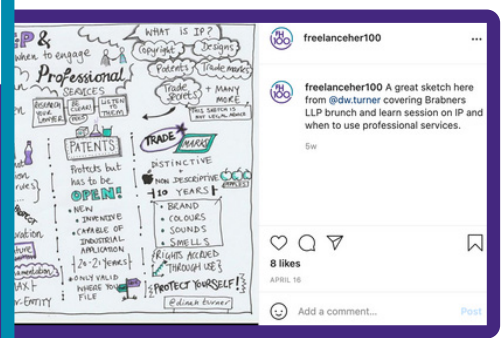 P &
when to engage
Professional
SERVICES
RESEARCH
YOUR
LAWYER
BE
CLEAR!
FEES
LISTEN
TO
THEM
WHAT IS IP?
Copyright
Designs
Patents
Trade marks
Trade
Secrets
+ MANY
MORE
THIS SKETCH IS
NOT LEGAL ADVICE
PATENTS
Protects but
has to be
OPEN!
• NEW
• INVENTIVE
• CAPABLE OF
INDUSTRIAL
APPLICATION
20-21 years
• ONLY VALID
WHERE YOU
FILE
TRADE MARKS
DISTINCTIVE
+
NON DESCRIPTIVE
(APPLES)
10 YEARS
• BRAND
• COLOURS
• SOUNDS
• SMELLS
RIGHTS ACCRUED
THROUGH USE
PROTECT YOURSELF!
@dinah turner
ENTITY
FH
100
freelanceher100
...
FH
100
freelanceher100 A great sketch here
from @dw.turner covering Brabners
LLP brunch and learn session on IP and
when to use professional services.
5w
8 likes
APRIL 16
Add a comment...
Post